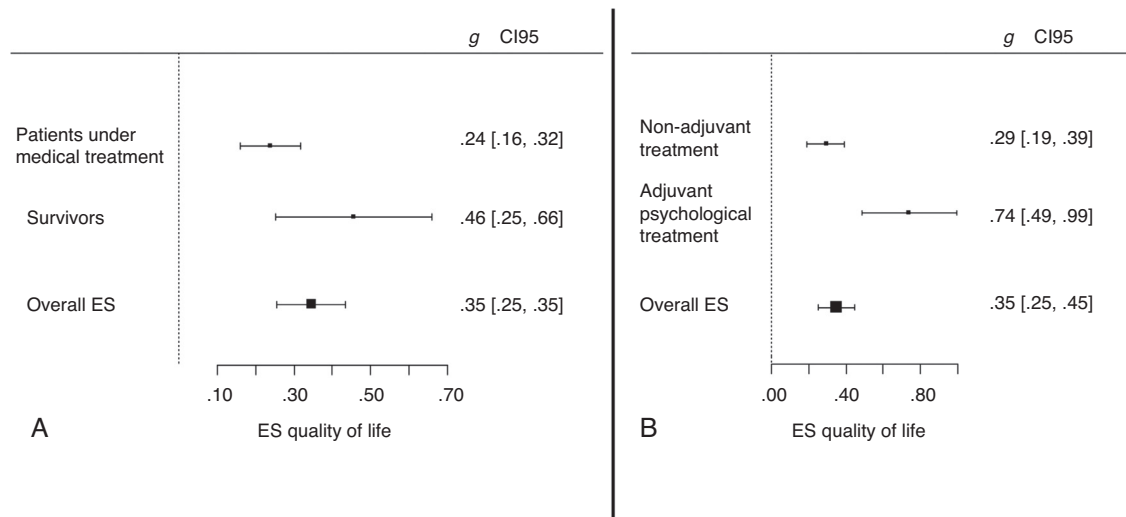 g CI95
Patients under
medical treatment
.24 [.16, .32]
Survivors
.46 [.25, .66]
Overall ES
.35 [.25, .35]
.10 .30 .50 .70
A
ES quality of life
g CI95
Non-adjuvant
treatment
.29 [.19, .39]
Adjuvant
psychological
treatment
.74 [.49, .99]
Overall ES
.35 [.25, .45]
.00 .40 .80
B
ES quality of life